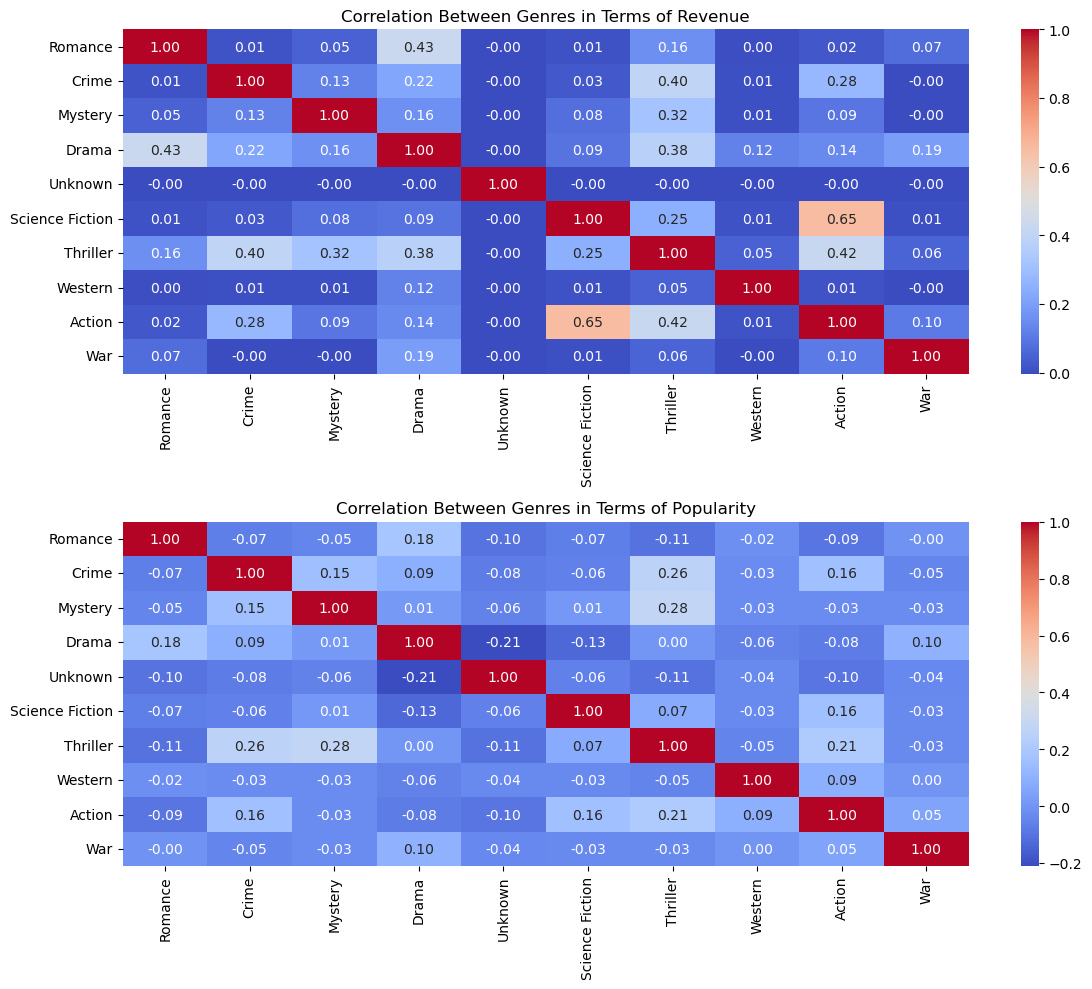 Correlation Between Genres in Terms of Revenue
Romance 1.00 0.01 0.05 0.43 -0.00 0.01 0.16 0.00 0.02 0.07
Crime 0.01 1.00 0.13 0.22 -0.00 0.03 0.40 0.01 0.28 -0.00
Mystery 0.05 0.13 1.00 0.16 -0.00 0.08 0.32 0.01 0.09 -0.00
Drama 0.43 0.22 0.16 1.00 -0.00 0.09 0.38 0.12 0.14 0.19
Unknown -0.00 -0.00 -0.00 -0.00 1.00 -0.00 -0.00 -0.00 -0.00 -0.00
Science Fiction 0.01 0.03 0.08 0.09 -0.00 1.00 0.25 0.01 0.65 0.01
Thriller 0.16 0.40 0.32 0.38 -0.00 0.25 1.00 0.05 0.42 0.06
Western 0.00 0.01 0.01 0.12 -0.00 0.01 0.05 1.00 0.01 -0.00
Action 0.02 0.28 0.09 0.14 -0.00 0.65 0.42 0.01 1.00 0.10
War 0.07 -0.00 -0.00 0.19 -0.00 0.01 0.06 -0.00 0.10 1.00
Romance Crime Mystery Drama Unknown Science Fiction Thriller Western Action War
1.0
0.8
0.6
0.4
0.2
0.0
Correlation Between Genres in Terms of Popularity
Romance 1.00 -0.07 -0.05 0.18 -0.10 -0.07 -0.11 -0.02 -0.09 -0.00
Crime -0.07 1.00 0.15 0.09 -0.08 -0.06 0.26 -0.03 0.16 -0.05
Mystery -0.05 0.15 1.00 0.01 -0.06 0.01 0.28 -0.03 -0.03 -0.03
Drama 0.18 0.09 0.01 1.00 -0.21 -0.13 0.00 -0.06 -0.08 0.10
Unknown -0.10 -0.08 -0.06 -0.21 1.00 -0.06 -0.11 -0.04 -0.10 -0.04
Science Fiction -0.07 -0.06 0.01 -0.13 -0.06 1.00 0.07 -0.03 0.16 -0.03
Thriller -0.11 0.26 0.28 0.00 -0.11 0.07 1.00 -0.05 0.21 -0.03
Western -0.02 -0.03 -0.03 -0.06 -0.04 -0.03 -0.05 1.00 0.09 0.00
Action -0.09 0.16 -0.03 -0.08 -0.10 0.16 0.21 0.09 1.00 0.05
War -0.00 -0.05 -0.03 0.10 -0.04 -0.03 -0.03 0.00 0.05 1.00
Romance Crime Mystery Drama Unknown Science Fiction Thriller Western Action War
1.0
0.8
0.6
0.4
0.2
0.0
−0.2